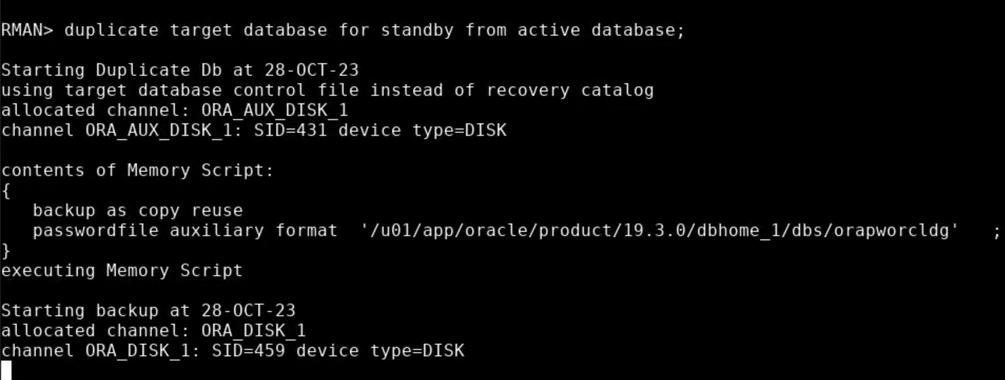 RMAN> duplicate target database for standby from active database;
Starting Duplicate Db at 28-OCT-23
using target database control file instead of recovery catalog
allocated channel: ORA_AUX_DISK_1
channel ORA_AUX_DISK_1: SID=431 device type=DISK
contents of Memory Script:
{
   backup as copy reuse
   passwordfile auxiliary format  '/u01/app/oracle/product/19.3.0/dbhome_1/dbs/orapworcldg'   ;
}
executing Memory Script
Starting backup at 28-OCT-23
allocated channel: ORA_DISK_1
channel ORA_DISK_1: SID=459 device type=DISK